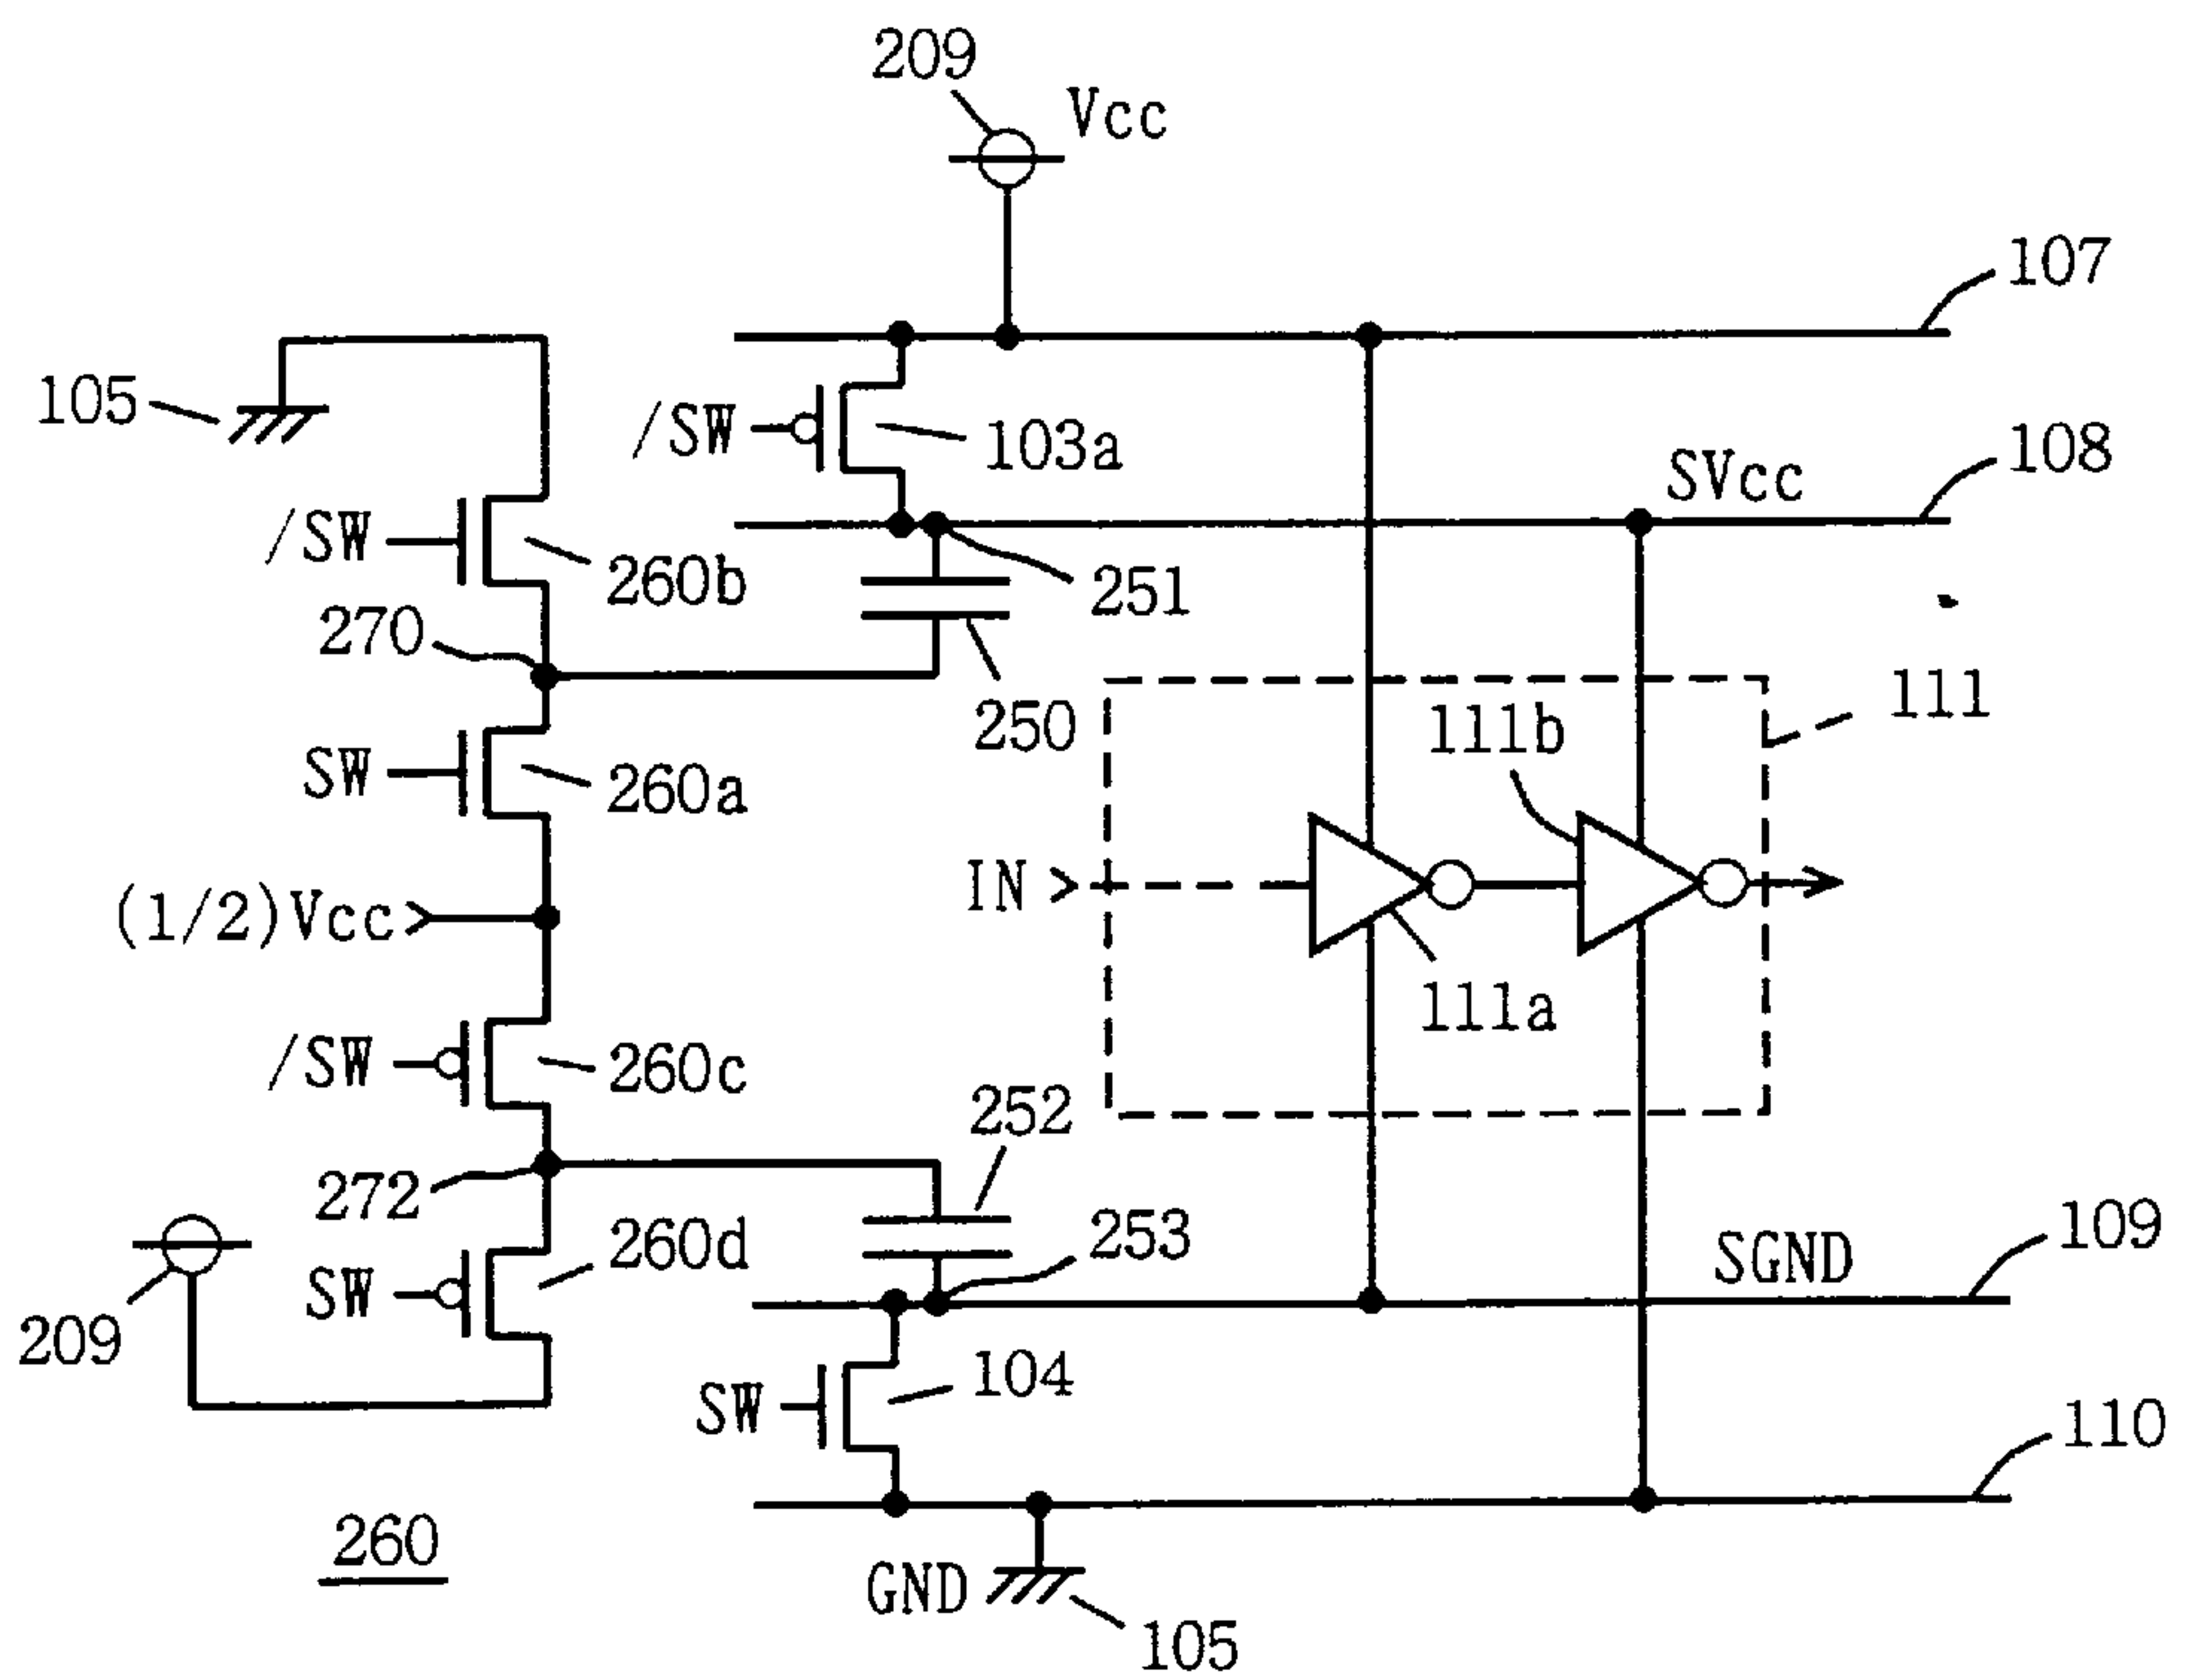 209
Vcc
107
105
/SW
103a
108
SVcc
/SW
260b
251
270
250
111
111b
SW
260a
IN
(1/2)Vcc
111a
/SW
260c
252
272
260d
253
SGND
109
SW
209
104
SW
110
260
GND
105